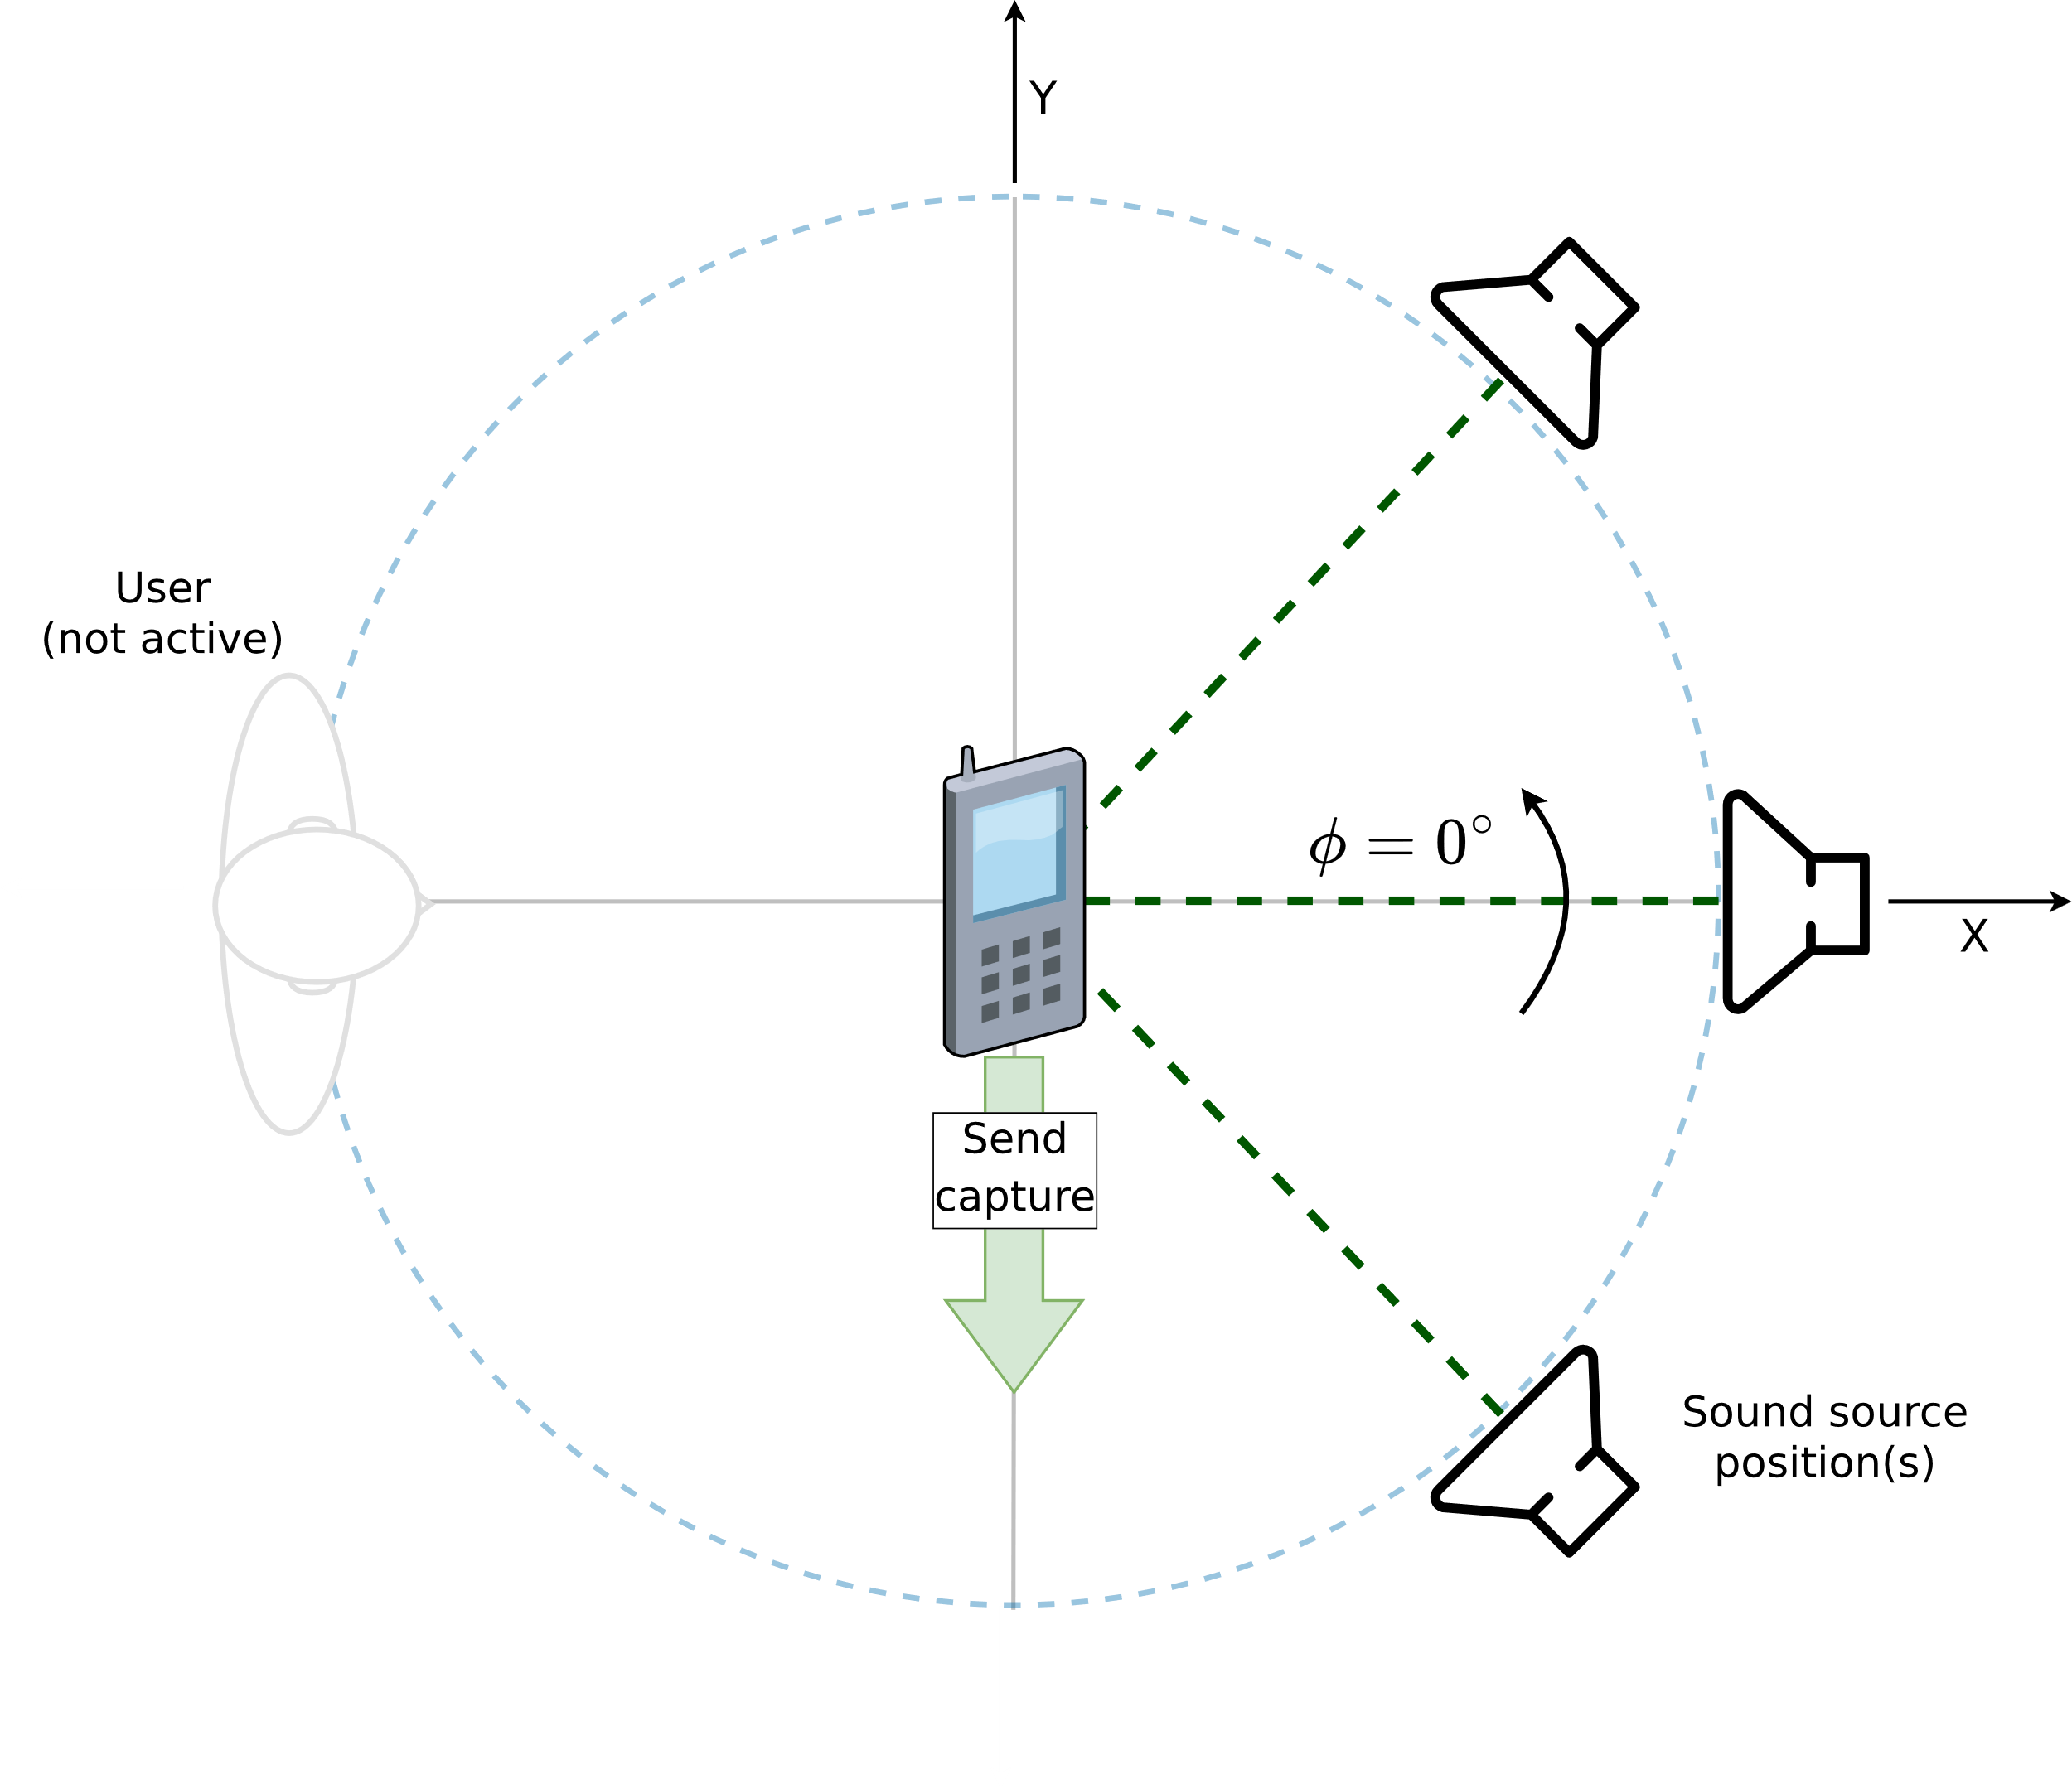 Y
User
(not active)
ϕ = 0°
X
Send
capture
Sound source
position(s)